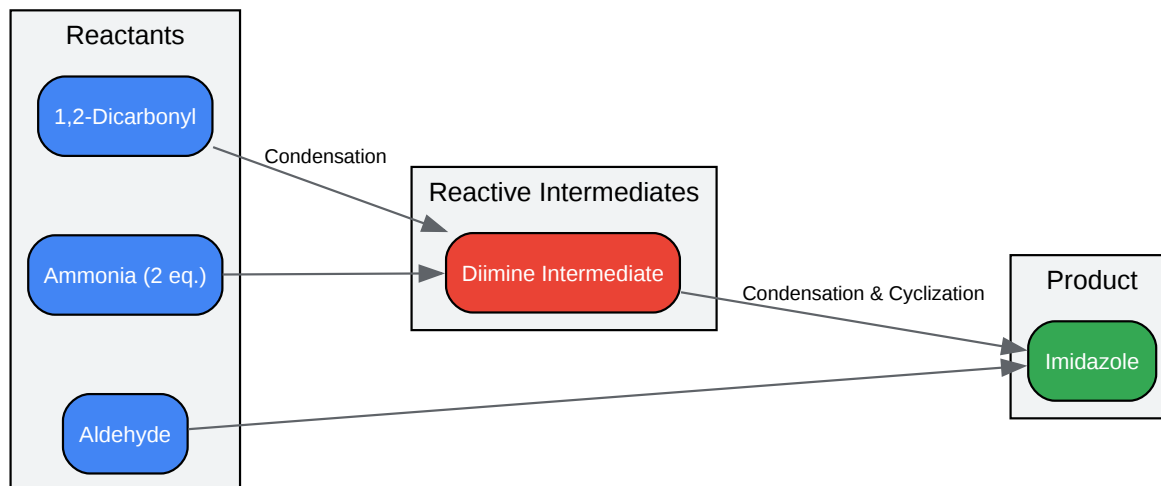 Reactants
1,2-Dicarbonyl
Condensation
Reactive Intermediates
Ammonia (2 eq.)
Diimine Intermediate
Condensation & Cyclization
Product
Imidazole
Aldehyde